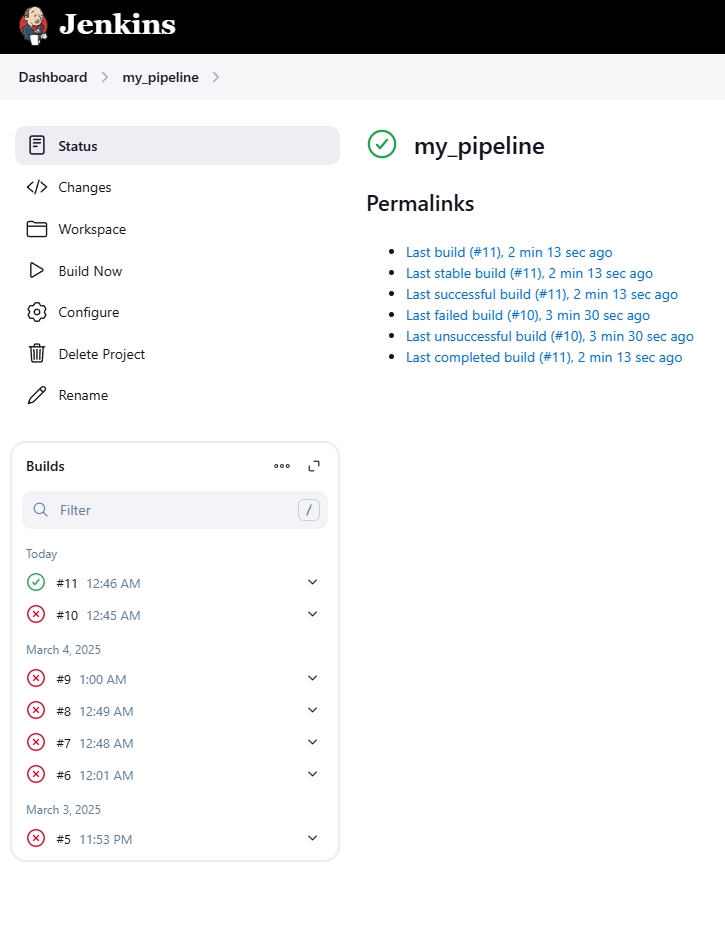 Jenkins
Dashboard > my_pipeline >
Status
Changes
Workspace
Build Now
Configure
Delete Project
Rename
my_pipeline
Permalinks
• Last build (#11), 2 min 13 sec ago
• Last stable build (#11), 2 min 13 sec ago
• Last successful build (#11), 2 min 13 sec ago
• Last failed build (#10), 3 min 30 sec ago
• Last unsuccessful build (#10), 3 min 30 sec ago
• Last completed build (#11), 2 min 13 sec ago
Builds
Filter /
Today
#11 12:46 AM
#10 12:45 AM
March 4, 2025
#9 1:00 AM
#8 12:49 AM
#7 12:48 AM
#6 12:01 AM
March 3, 2025
#5 11:53 PM